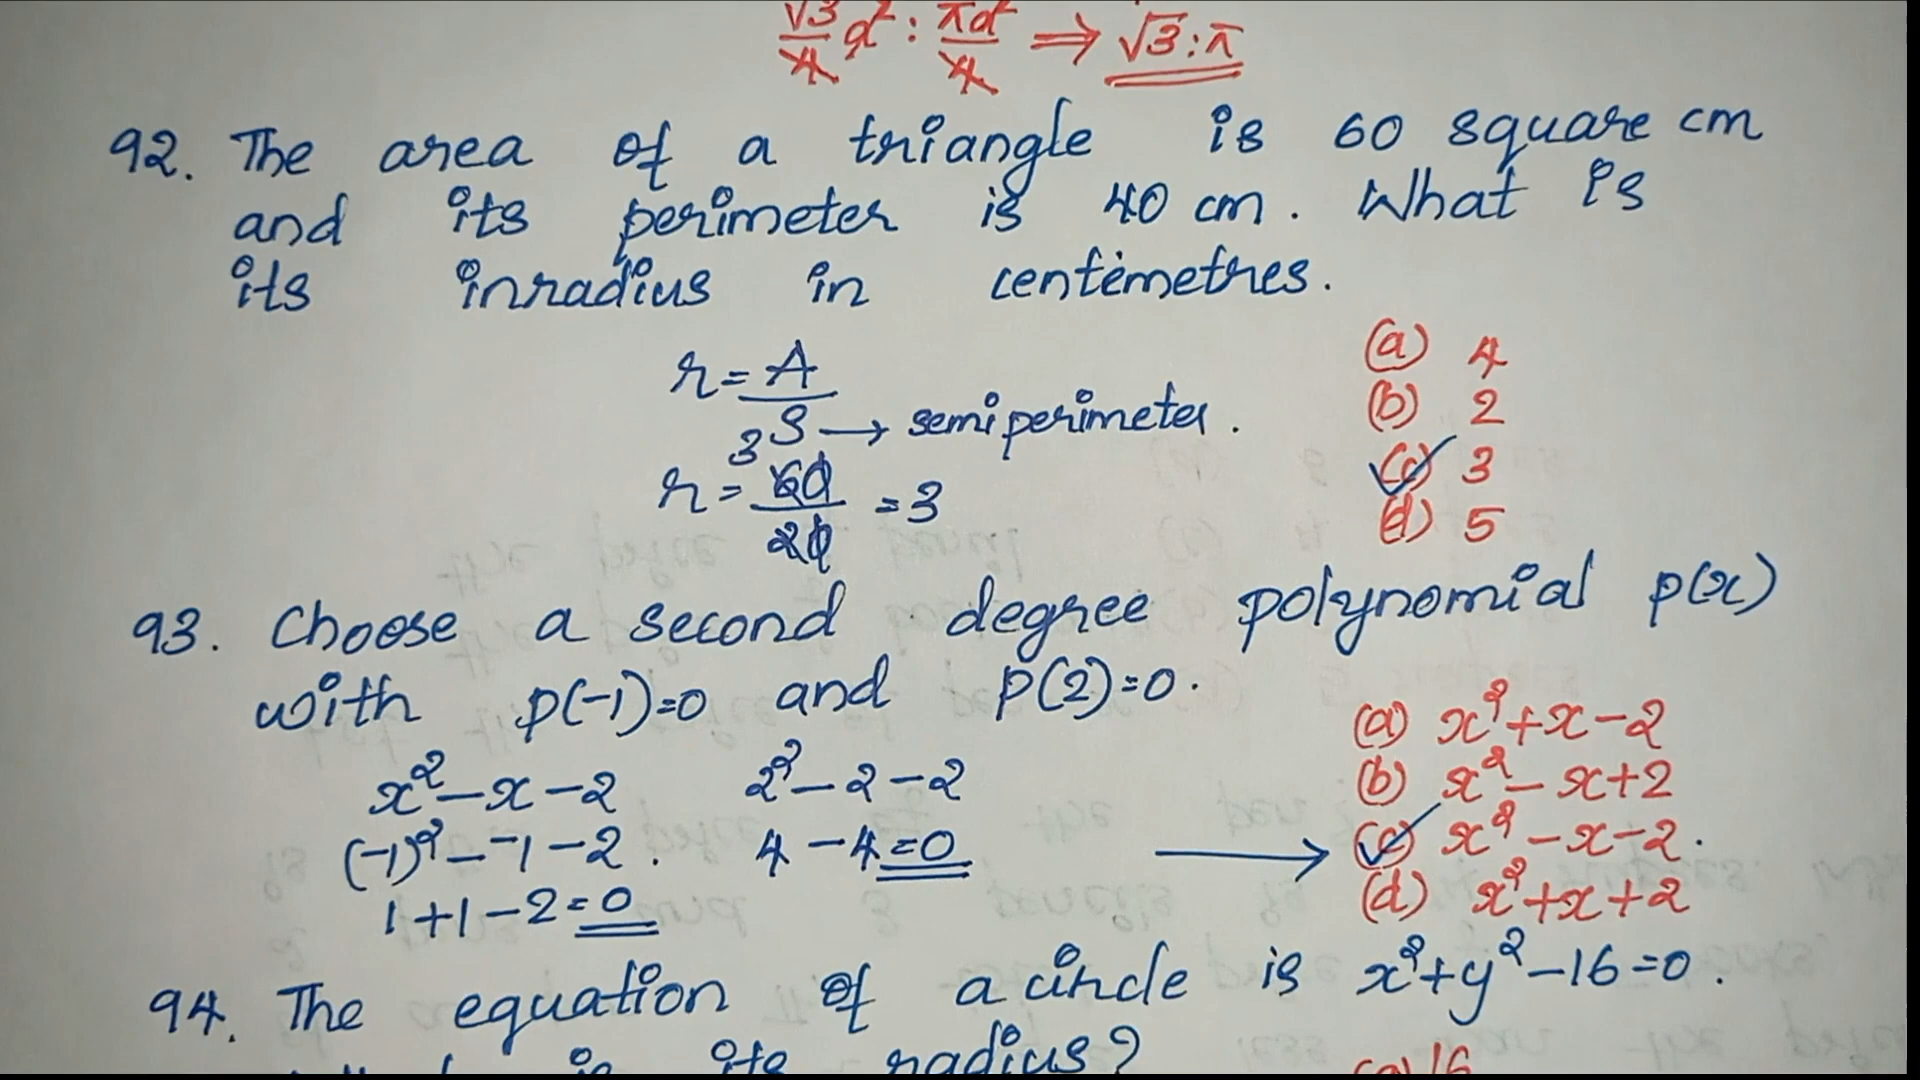 √3/4 a² : πa²/4 ⇒ √3:π
92. The area of a triangle is 60 square cm
and its perimeter is 40 cm. What is
its inradius in centimetres.
r = A/S → semiperimeter.
r = 60/20 = 3
3
(a) 4
(b) 2
(c) 3
(d) 5
93. Choose a second degree polynomial p(x)
with p(-1)=0 and p(2)=0.
x²-x-2 2²-2-2
(-1)²--1-2. 4-4=0
1+1-2=0
→
(a) x²+x-2
(b) x²-x+2
(c) x²-x-2.
(d) x²+x+2
94. The equation of a circle is x²+y²-16=0.
is its radius?
(a) 16